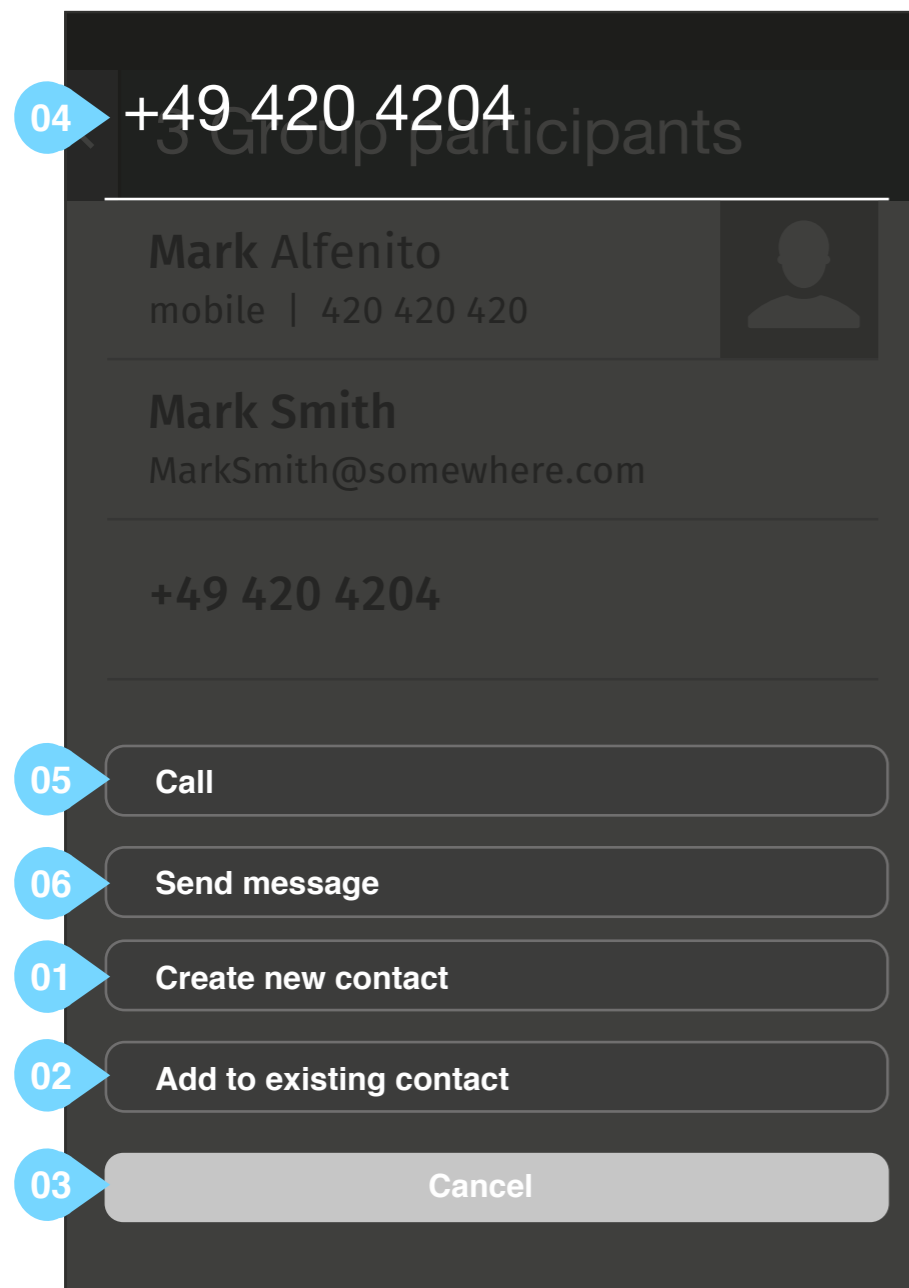 04 +49 420 4204
3 Group participants
Mark Alfenito
mobile | 420 420 420
Mark Smith
MarkSmith@somewhere.com
+49 420 4204
05 Call
06 Send message
01 Create new contact
02 Add to existing contact
03 Cancel